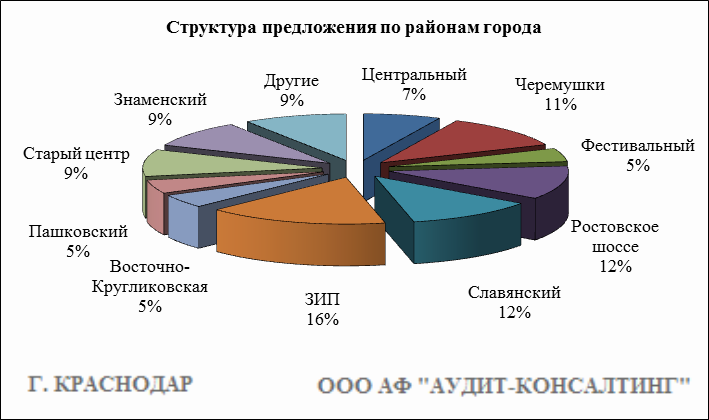 Структура предложения по районам города
Центральный
7%
Черемушки
11%
Фестивальный
5%
Ростовское
шоссе
12%
Славянский
12%
ЗИП
16%
Восточно-
Кругликовская
5%
Пашковский
5%
Старый центр
9%
Знаменский
9%
Другие
9%
Г. КРАСНОДАР
ООО АФ "АУДИТ-КОНСАЛТИНГ"